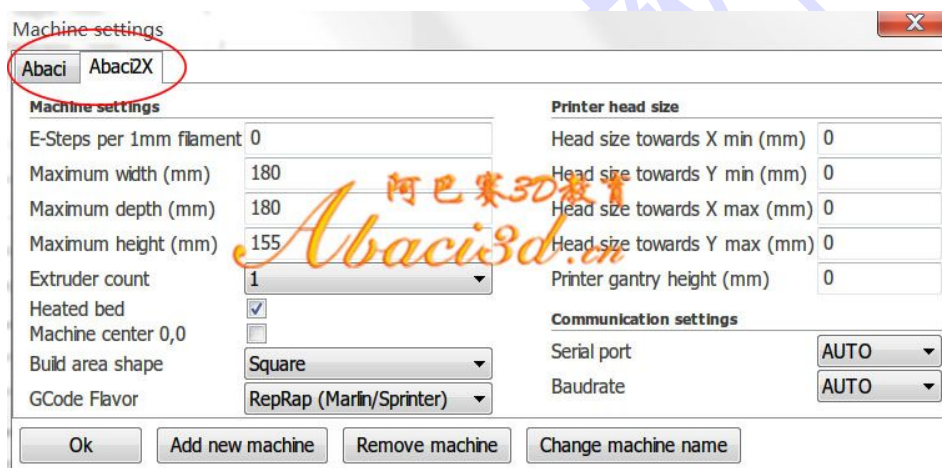 Machine settings
Abaci Abaci2X
Machine settings
E-Steps per 1mm filament 0
Maximum width (mm) 180
Maximum depth (mm) 180
Maximum height (mm) 155
Extruder count 1
Heated bed
Machine center 0,0
Build area shape Square
GCode Flavor RepRap (Marlin/Sprinter)
Printer head size
Head size towards X min (mm) 0
Head size towards Y min (mm) 0
Head size towards X max (mm) 0
Head size towards Y max (mm) 0
Printer gantry height (mm) 0
Communication settings
Serial port AUTO
Baudrate AUTO
阿巴赛3D教育
Abaci3d.cn
Ok Add new machine Remove machine Change machine name